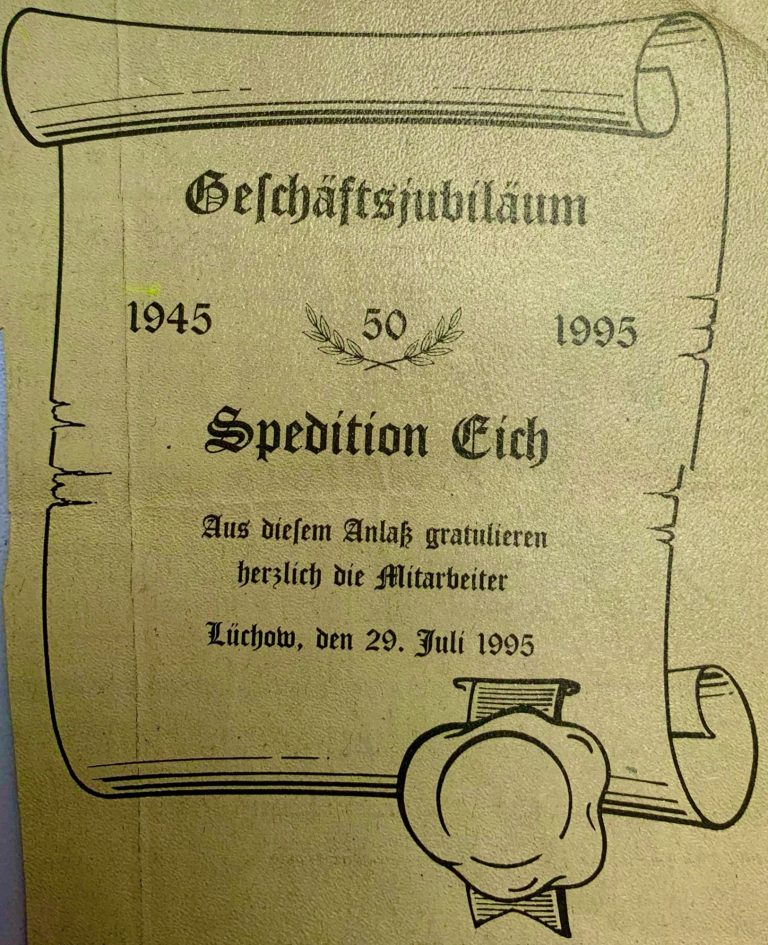 Geſchäftsjubiläum
1945 50 1995
Spedition Eich
Aus dieſem Anlaß gratulieren
herzlich die Mitarbeiter
Lüchow, den 29. Juli 1995